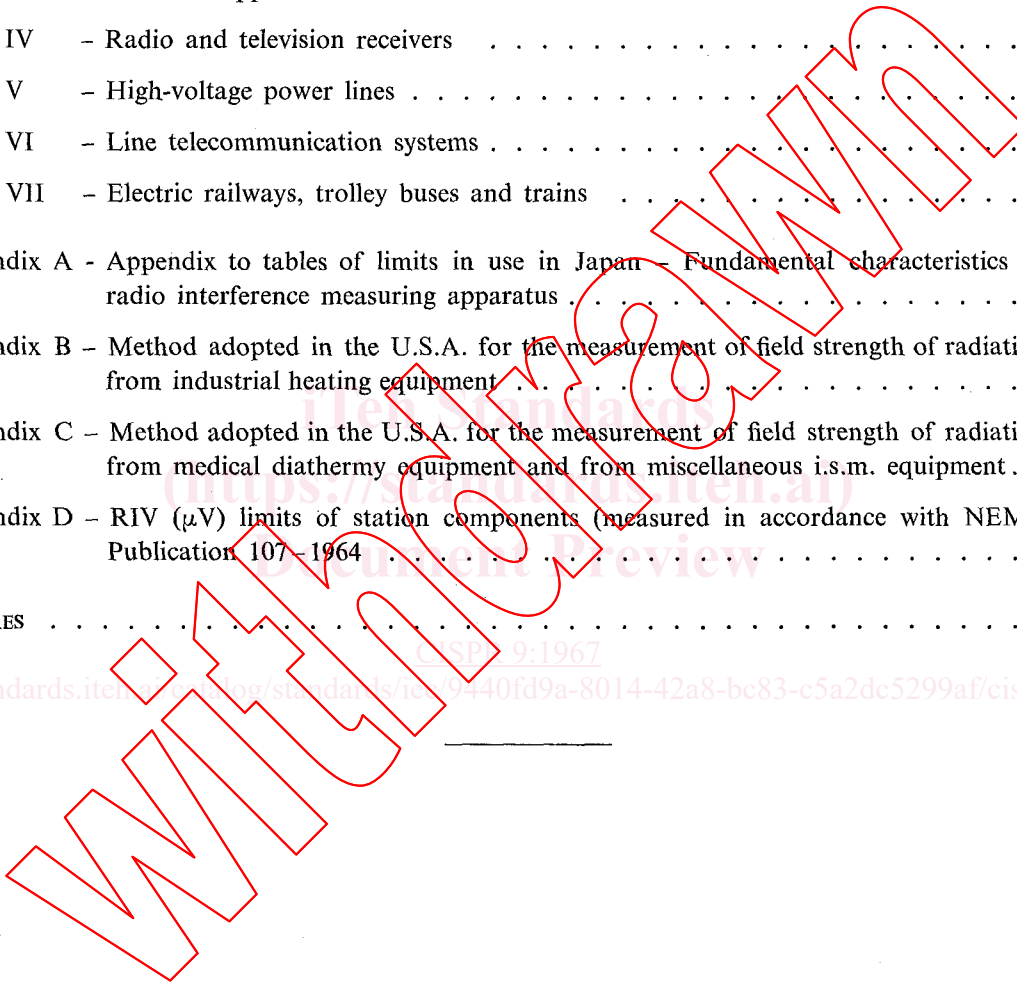 IV – Radio and television receivers . . . . . . . . . . . . . . . . . . . . .
V – High-voltage power lines . . . . . . . . . . . . . . . . . . . . . . . .
VI – Line telecommunication systems . . . . . . . . . . . . . . . . . . . . .
VII – Electric railways, trolley buses and trains . . . . . . . . . . . . . . . .
ndix A - Appendix to tables of limits in use in Japan – Fundamental characteristics
radio interference measuring apparatus . . . . . . . . . . . . . . . . . .
ndix B – Method adopted in the U.S.A. for the measurement of field strength of radiati
from industrial heating equipment . . . . . . . . . . . . . . . . . . . .
iTeh Standards
ndix C – Method adopted in the U.S.A. for the measurement of field strength of radiati
from medical diathermy equipment and from miscellaneous i.s.m. equipment .
(https://standards.iteh.ai)
ndix D – RIV (μV) limits of station components (measured in accordance with NEM
Publication 107–1964 . . . . . . . . . . . . . . . . . . . . . . . . .
Document Preview
RES . . . . . . . . . . . . . . . . . . . . . . . . . . . . . . . . . . . . . .
CISPR 9:1967
ndards.iteh.ai/catalog/standards/iec/9440fd9a-8014-42a8-bc83-c5a2dc5299af/cis
withdrawn